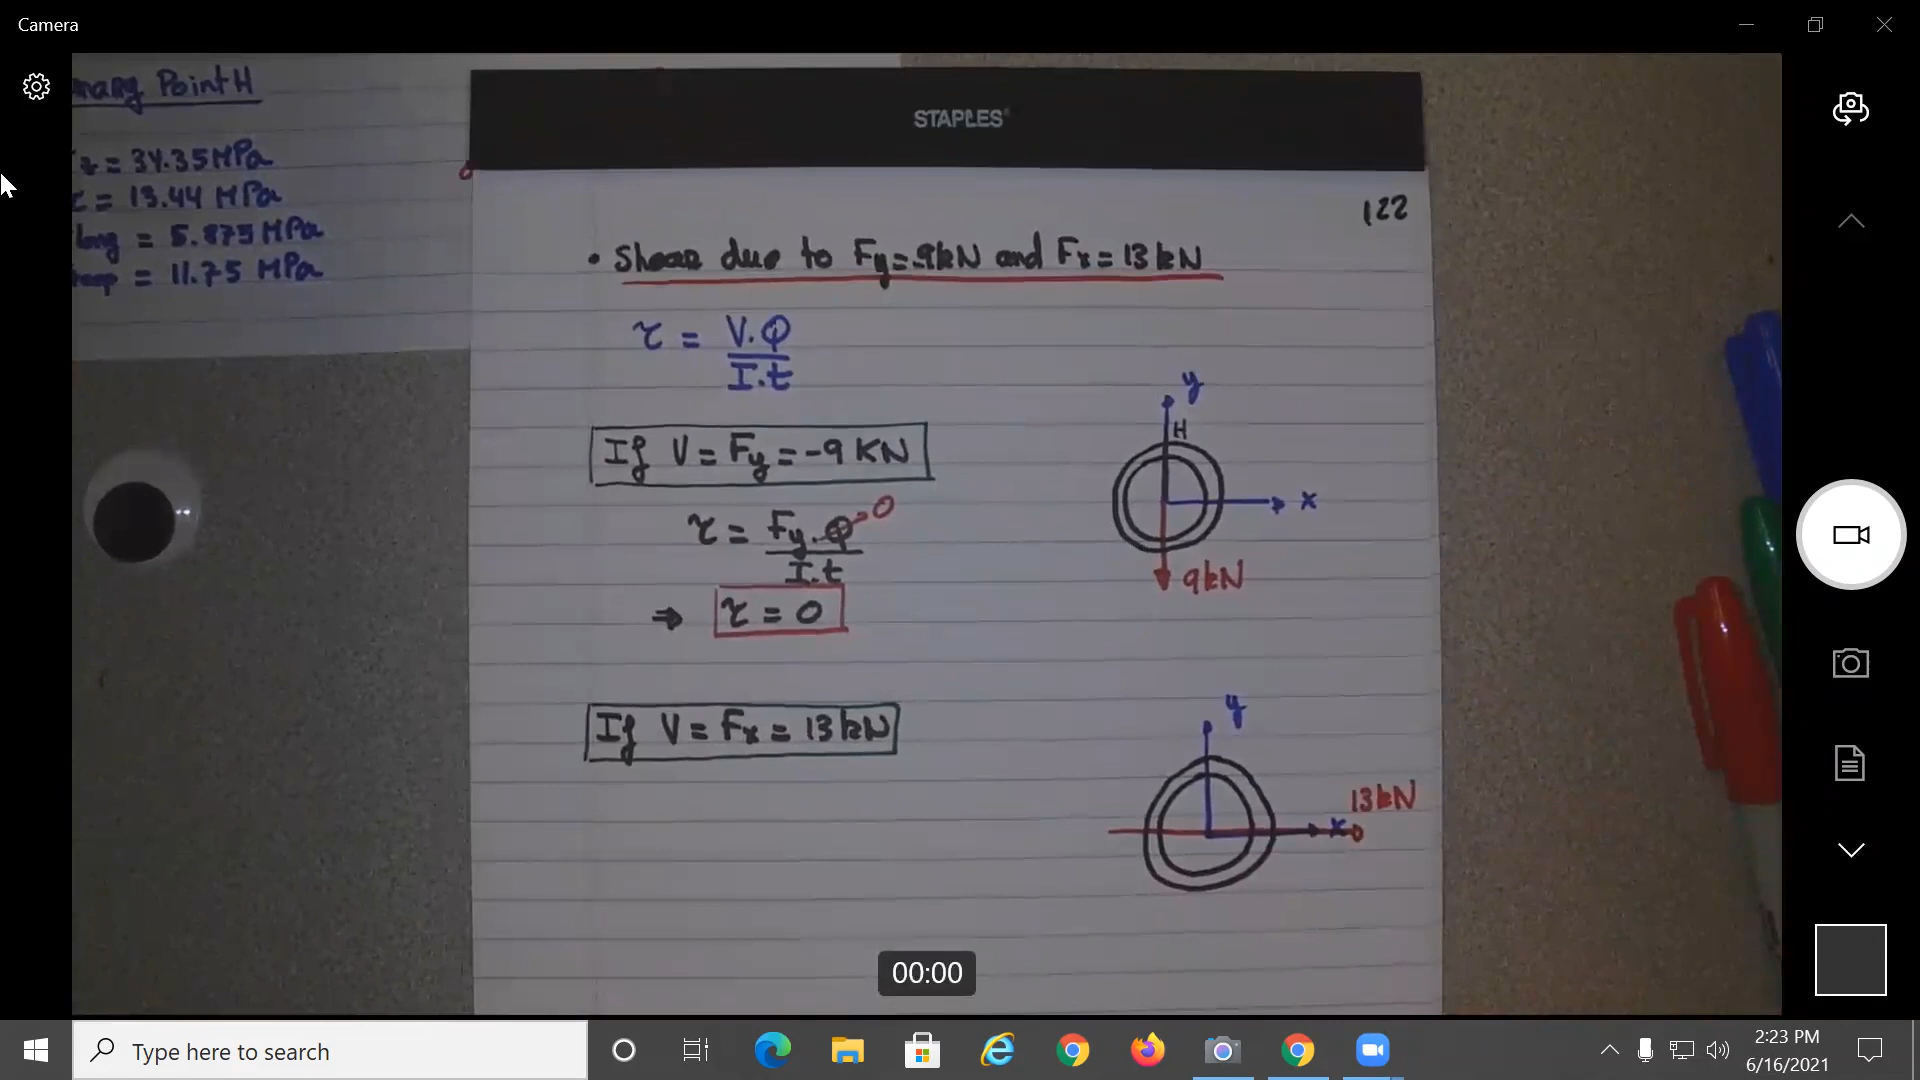 Camera
Point H
= 34.35 MPa
τ = 13.44 MPa
long = 5.875 MPa
= 11.75 MPa
STAPLES
122
• Shear due to Fy = -9kN and Fx = 13 kN
τ = V.Q
I.t
y
H
If V = Fy = -9 KN
x
τ = Fy.Q 0
I.t
9kN
⇒ τ = 0
y
If V = Fx = 13 kN
13kN
x
00:00
Type here to search
2:23 PM
6/16/2021